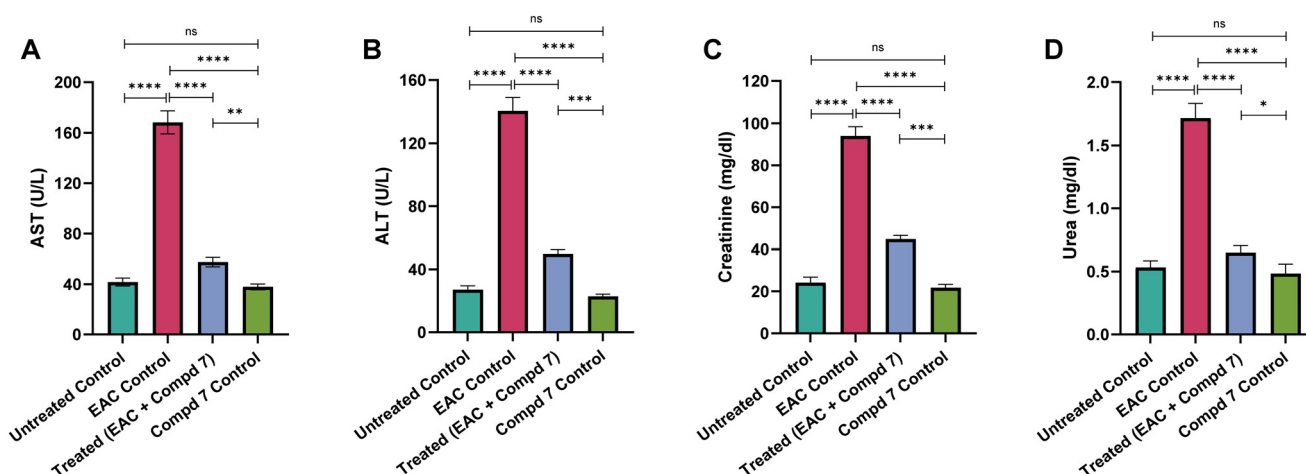 A
ns
****
**** ****
**
AST (U/L)
200
160
120
80
40
0
Untreated Control
EAC Control
Treated (EAC + Compd 7)
Compd 7 Control
B
ns
****
**** ****
***
ALT (U/L)
160
120
80
40
0
Untreated Control
EAC Control
Treated (EAC + Compd 7)
Compd 7 Control
C
ns
****
**** ****
***
Creatinine (mg/dl)
120
100
80
60
40
20
0
Untreated Control
EAC Control
Treated (EAC + Compd 7)
Compd 7 Control
D
ns
****
**** ****
*
Urea (mg/dl)
2.0
1.5
1.0
0.5
0.0
Untreated Control
EAC Control
Treated (EAC + Compd 7)
Compd 7 Control